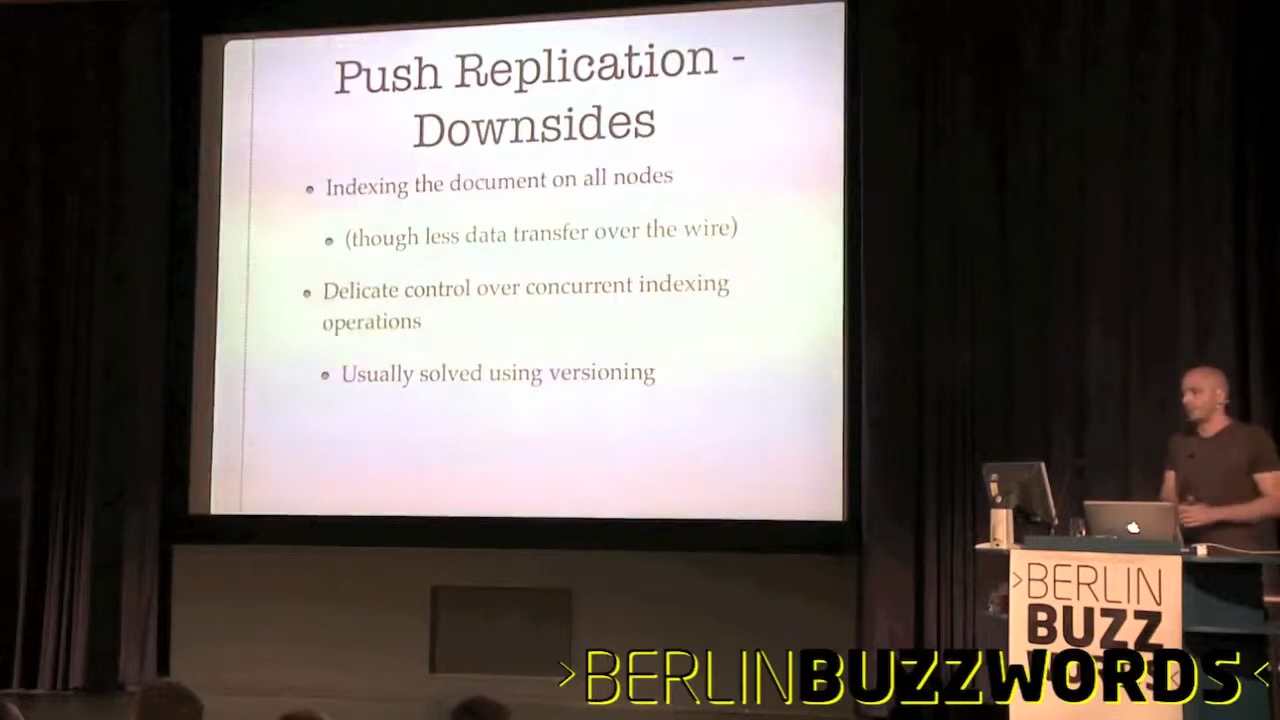 Push Replication -
Downsides
Indexing the document on all nodes
(though less data transfer over the wire)
Delicate control over concurrent indexing
operations
Usually solved using versioning
>BERLIN
BUZZ
>BERLINBUZZWORDS<